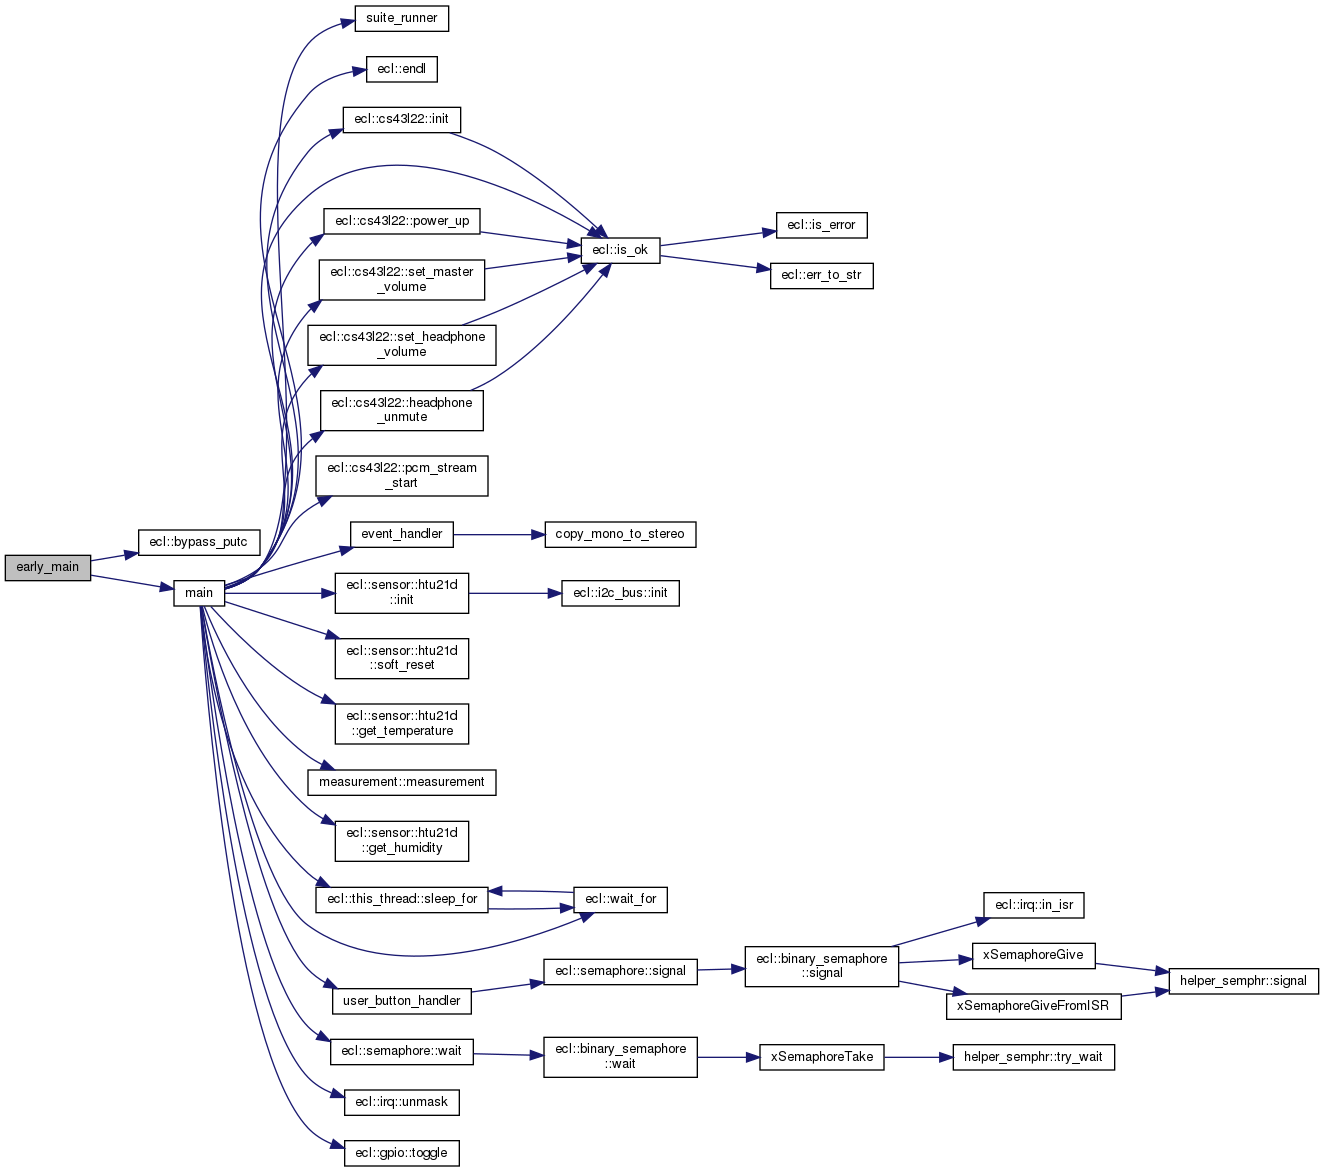 suite_runner
ecl::endl
ecl::cs43l22::init
ecl::cs43l22::power_up
ecl::is_ok
ecl::is_error
ecl::err_to_str
ecl::cs43l22::set_master
_volume
ecl::cs43l22::set_headphone
_volume
ecl::cs43l22::headphone
_unmute
ecl::cs43l22::pcm_stream
_start
early_main
ecl::bypass_putc
main
event_handler
copy_mono_to_stereo
ecl::sensor::htu21d
::init
ecl::i2c_bus::init
ecl::sensor::htu21d
::soft_reset
ecl::sensor::htu21d
::get_temperature
measurement::measurement
ecl::sensor::htu21d
::get_humidity
ecl::this_thread::sleep_for
ecl::wait_for
user_button_handler
ecl::semaphore::signal
ecl::binary_semaphore
::signal
ecl::irq::in_isr
xSemaphoreGive
xSemaphoreGiveFromISR
helper_semphr::signal
ecl::semaphore::wait
ecl::binary_semaphore
::wait
xSemaphoreTake
helper_semphr::try_wait
ecl::irq::unmask
ecl::gpio::toggle